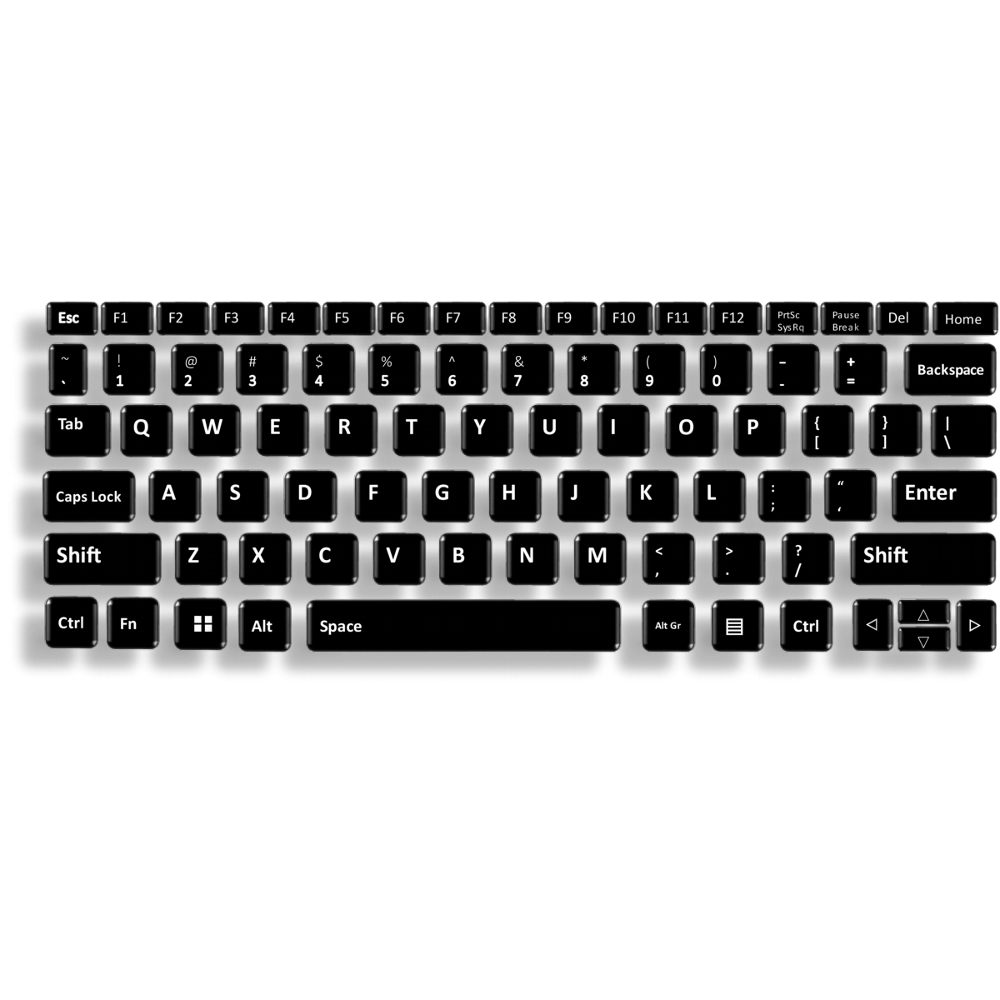 Esc F1 F2 F3 F4 F5 F6 F7 F8 F9 F10 F11 F12 PrtSc Pause Del Home
SysRq Break
~ ! @ # $ % ^ & * ( ) – +
` 1 2 3 4 5 6 7 8 9 0 - = Backspace
Tab Q W E R T Y U I O P { } |
[ ] \
Caps Lock A S D F G H J K L : “ Enter
; ‘
Shift Z X C V B N M < > ? Shift
, . /
Ctrl Fn Alt Space Alt Gr Ctrl